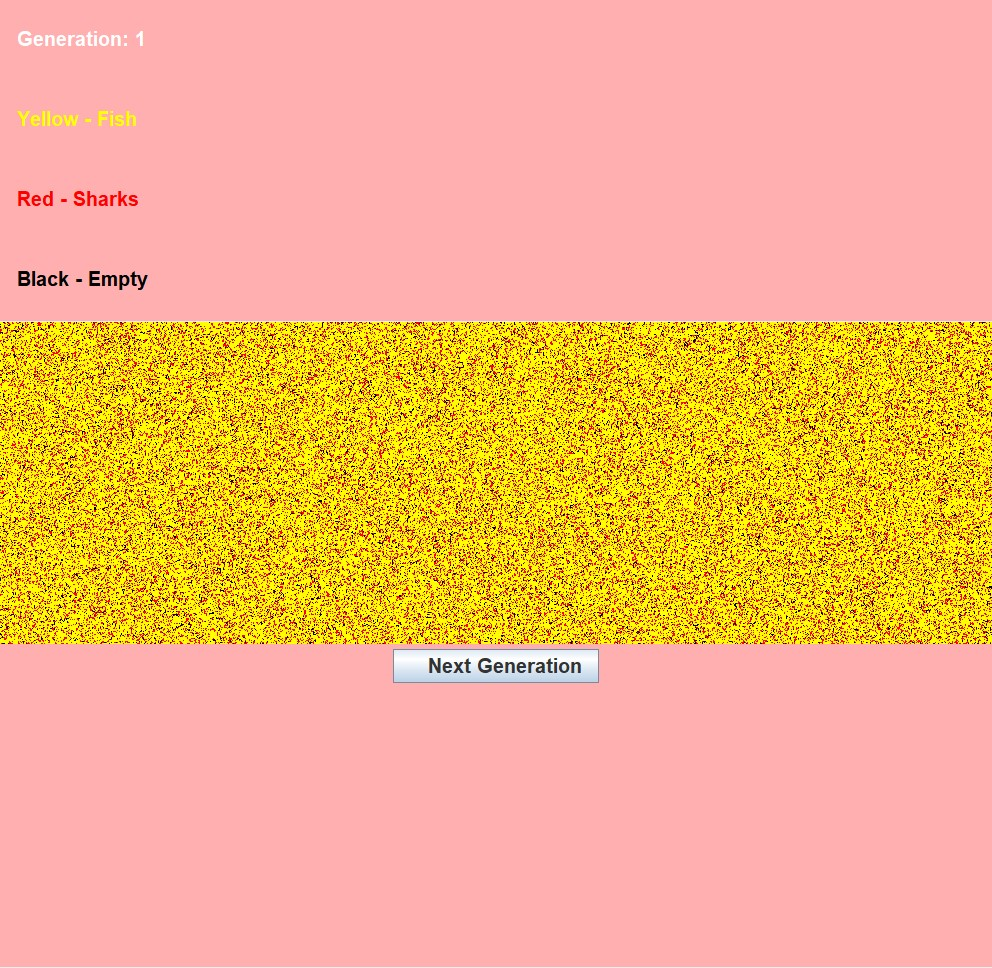 Generation: 1
Yellow - Fish
Red - Sharks
Black - Empty
Next Generation